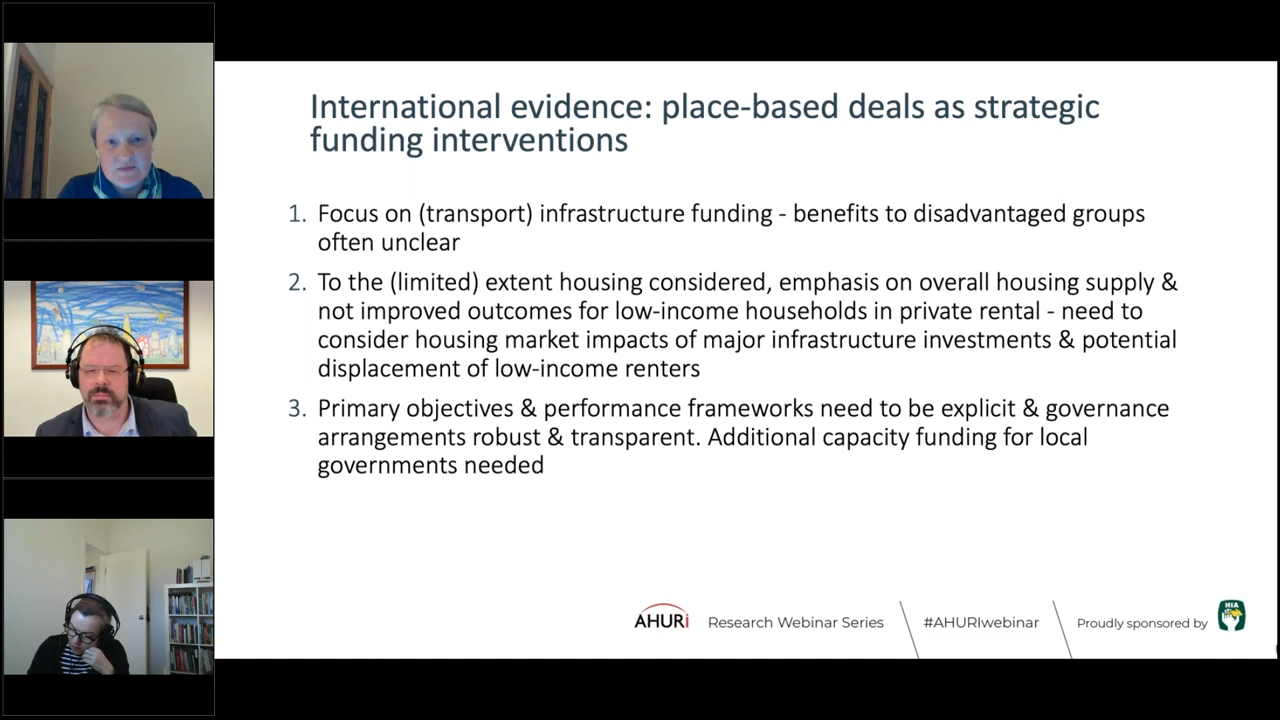 International evidence: place-based deals as strategic
funding interventions
1. Focus on (transport) infrastructure funding - benefits to disadvantaged groups
often unclear
2. To the (limited) extent housing considered, emphasis on overall housing supply &
not improved outcomes for low-income households in private rental - need to
consider housing market impacts of major infrastructure investments & potential
displacement of low-income renters
3. Primary objectives & performance frameworks need to be explicit & governance
arrangements robust & transparent. Additional capacity funding for local
governments needed
AHURi Research Webinar Series #AHURIwebinar Proudly sponsored by HIA